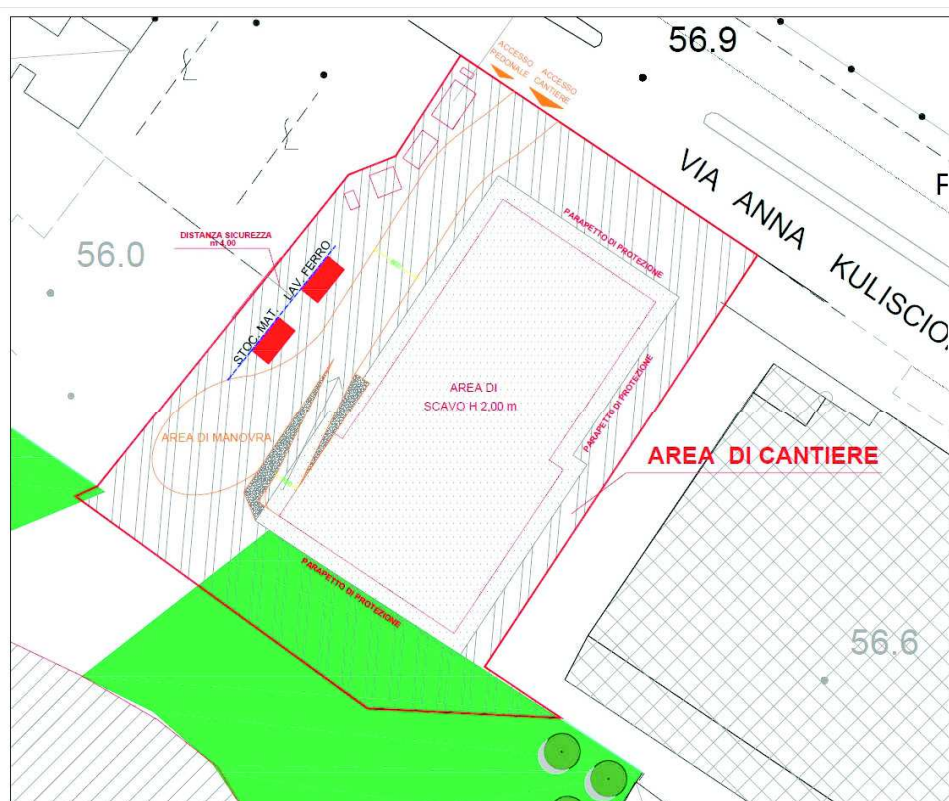 56.9
ACCESSO
PEDONALE
ACCESSO
CANTIERE
VIA ANNA KULISCIO
F
DISTANZA SICUREZZA
m 4,00
56.0
PARAPETTO DI PROTEZIONE
LAV. FERRO
STOC. MAT.
PARAPETTO DI PROTEZIONE
AREA DI
SCAVO H 2,00 m
AREA DI MANOVRA
AREA DI CANTIERE
PARAPETTO DI PROTEZIONE
56.6